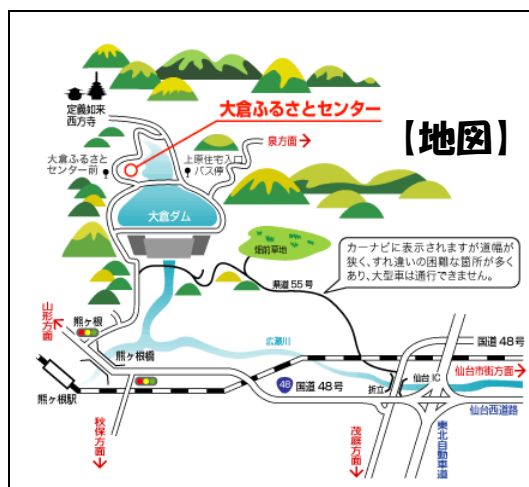 定義如来
西方寺
大倉ふるさとセンター
【地図】
泉方面
大倉ふるさと
センター前
上原住宅入口
バス停
大倉ダム
畑前草地
カーナビに表示されますが道幅が
狭く、すれ違いの困難な箇所が多く
あり、大型車は通行できません。
県道55号
山形方面
熊ヶ根
熊ヶ根橋
広瀬川
国道48号
仙台市街方面
熊ヶ根駅
48 国道48号
折立
仙台IC
仙台西道路
秋保方面
茂庭方面
東北自動車道